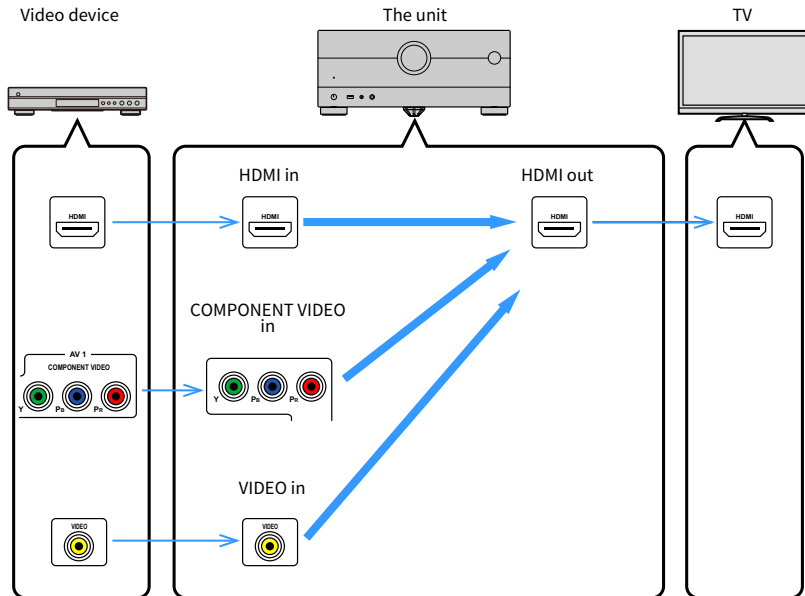 Video device
The unit
TV
HDMI in
HDMI out
HDMI
HDMI
HDMI
HDMI
COMPONENT VIDEO
in
AV 1
COMPONENT VIDEO
Y
PB
PR
Y
PB
PR
VIDEO in
VIDEO
VIDEO